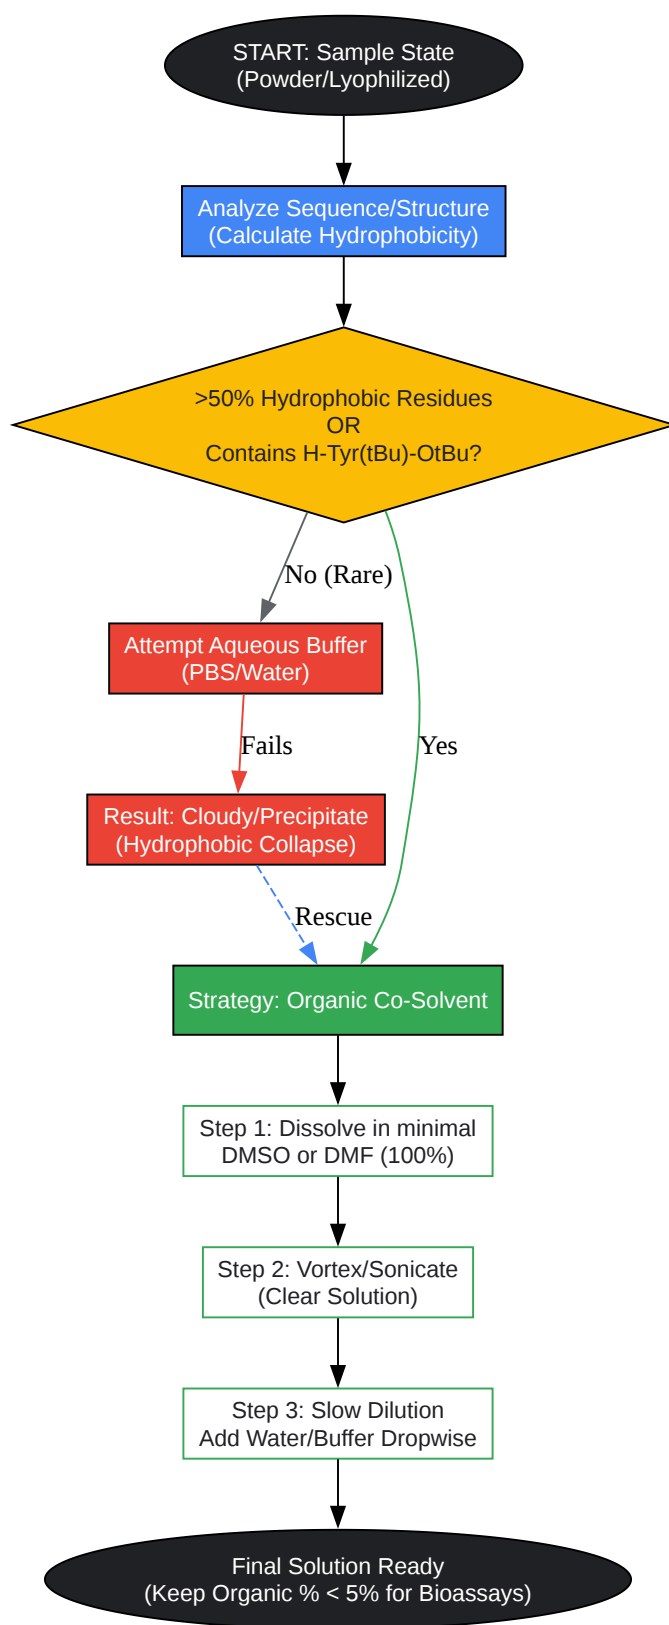 START: Sample State
(Powder/Lyophilized)
Analyze Sequence/Structure
(Calculate Hydrophobicity)
>50% Hydrophobic Residues
OR
Contains H-Tyr(tBu)-OtBu?
No (Rare)
Attempt Aqueous Buffer
(PBS/Water)
Fails
Yes
Result: Cloudy/Precipitate
(Hydrophobic Collapse)
Rescue
Strategy: Organic Co-Solvent
Step 1: Dissolve in minimal
DMSO or DMF (100%)
Step 2: Vortex/Sonicate
(Clear Solution)
Step 3: Slow Dilution
Add Water/Buffer Dropwise
Final Solution Ready
(Keep Organic % < 5% for Bioassays)